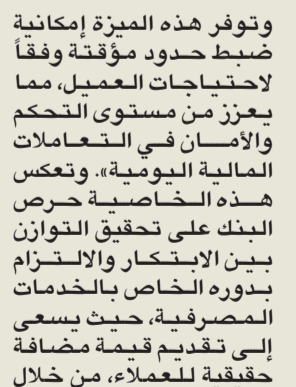 وتوفر هذه الميزة إمكانية
ضبط حدود مؤقتة وفقاً
لاحتياجات العميل، مما
يعزز من مستوى التحكم
والأمان في التعاملات
المالية اليومية». وتعكس
هذه الخاصية حرص
البنك على تحقيق التوازن
بين الابتكار والالتزام
بدوره الخاص بالخدمات
المصرفية، حيث يسعى
إلى تقديم قيمة مضافة
حقيقية للعملاء، من خلال